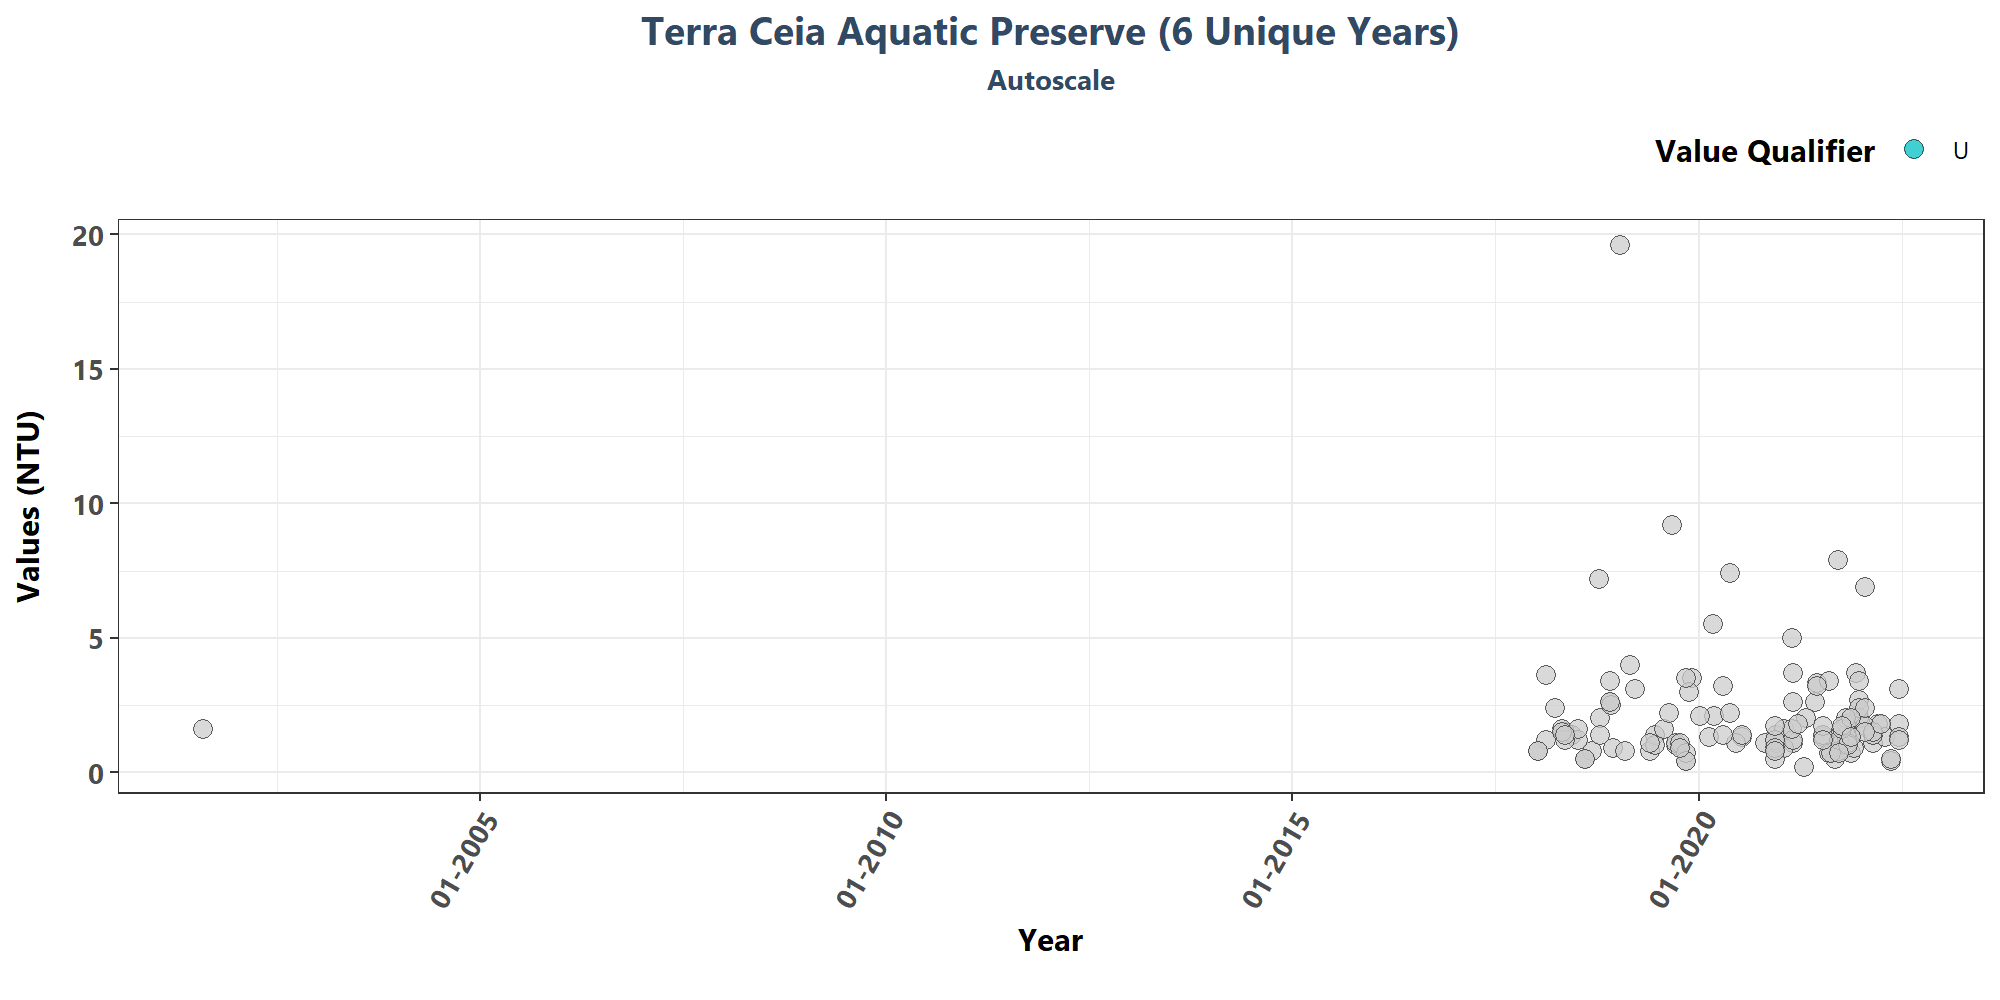 Terra Ceia Aquatic Preserve (6 Unique Years)
Autoscale
Value Qualifier U
Values (NTU)
20
15
10
5
0
01-2005 01-2010 01-2015 01-2020
Year